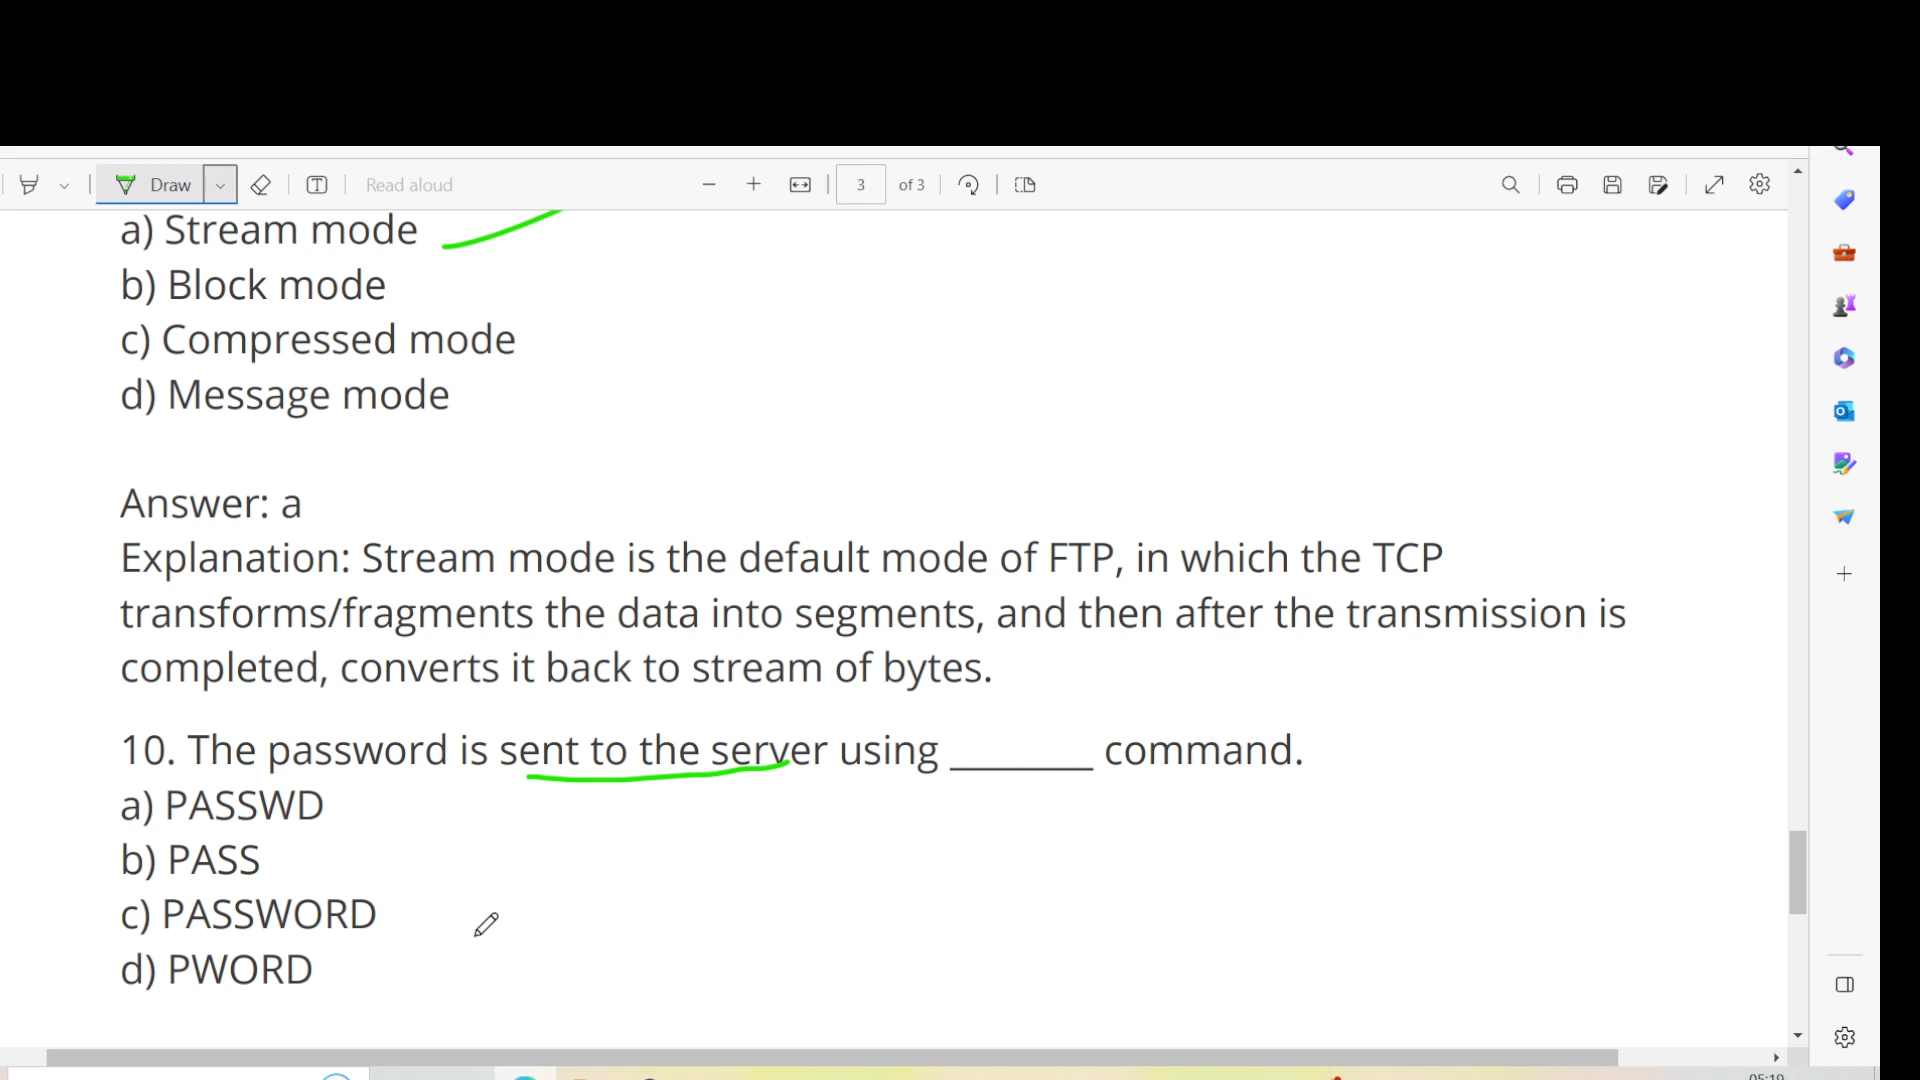 Draw
Read aloud
3 of 3
a) Stream mode
b) Block mode
c) Compressed mode
d) Message mode
Answer: a
Explanation: Stream mode is the default mode of FTP, in which the TCP
transforms/fragments the data into segments, and then after the transmission is
completed, converts it back to stream of bytes.
10. The password is sent to the server using ________ command.
a) PASSWD
b) PASS
c) PASSWORD
d) PWORD